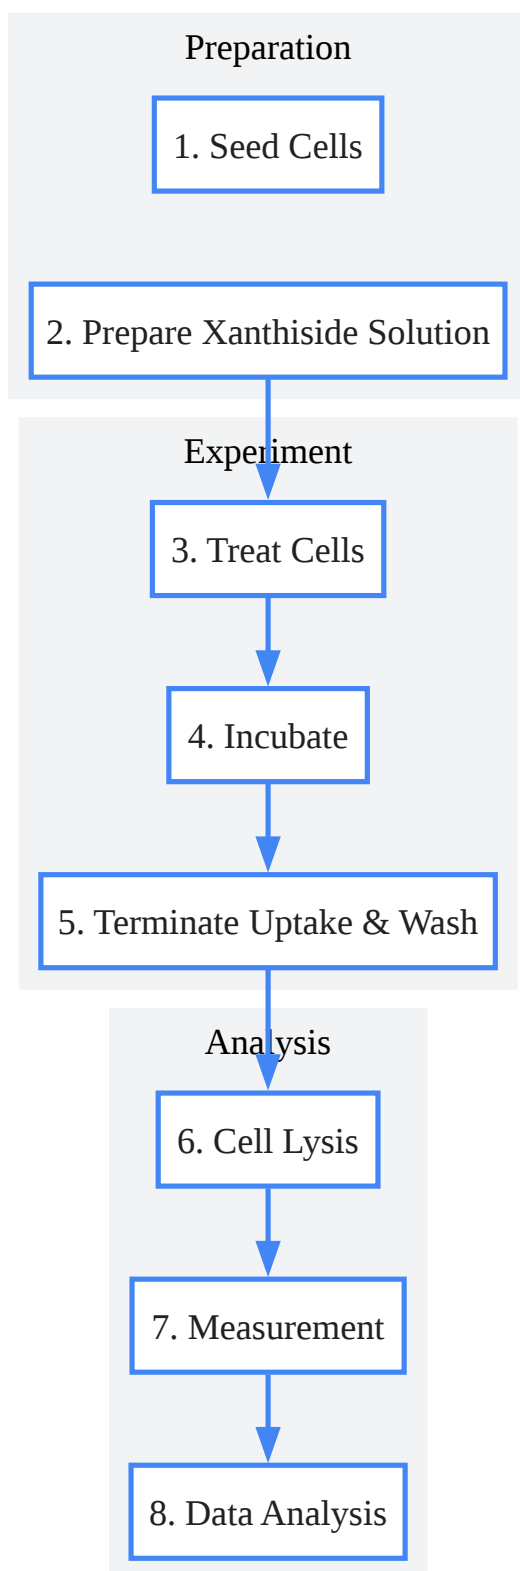 Preparation
1. Seed Cells
2. Prepare Xanthiside Solution
Experiment
3. Treat Cells
4. Incubate
5. Terminate Uptake & Wash
Analysis
6. Cell Lysis
7. Measurement
8. Data Analysis